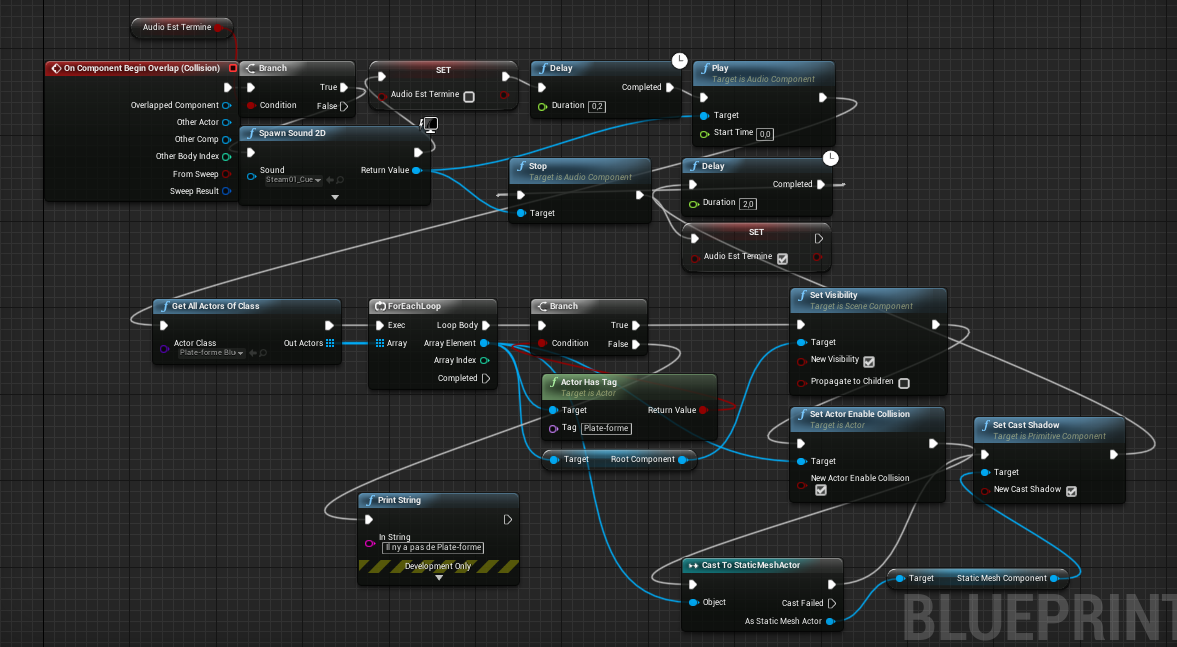 Audio Est Termine
On Component Begin Overlap (Collision)
Overlapped Component
Other Actor
Other Comp
Other Body Index
From Sweep
Sweep Result
Branch
True
Condition
False
Spawn Sound 2D
Sound
Return Value
Steam01_Cue
SET
Audio Est Termine
Delay
Completed
Duration 0,2
Play
Target is Audio Component
Target
Start Time 0,0
Stop
Target is Audio Component
Target
Delay
Completed
Duration 2,0
SET
Audio Est Termine
Get All Actors Of Class
Actor Class
Out Actors
Plate-forme Blu
ForEachLoop
Exec
Loop Body
Array
Array Element
Array Index
Completed
Branch
True
Condition
False
Actor Has Tag
Target is Actor
Target
Return Value
Tag Plate-forme
Target
Root Component
Set Visibility
Target is Scene Component
Target
New Visibility
Propagate to Children
Set Actor Enable Collision
Target is Actor
Target
New Actor Enable Collision
Set Cast Shadow
Target is Primitive Component
Target
New Cast Shadow
Print String
In String
Il ny a pas de Plate-forme
Development Only
Cast To StaticMeshActor
Object
Cast Failed
As Static Mesh Actor
Target
Static Mesh Component
BLUEPRINT